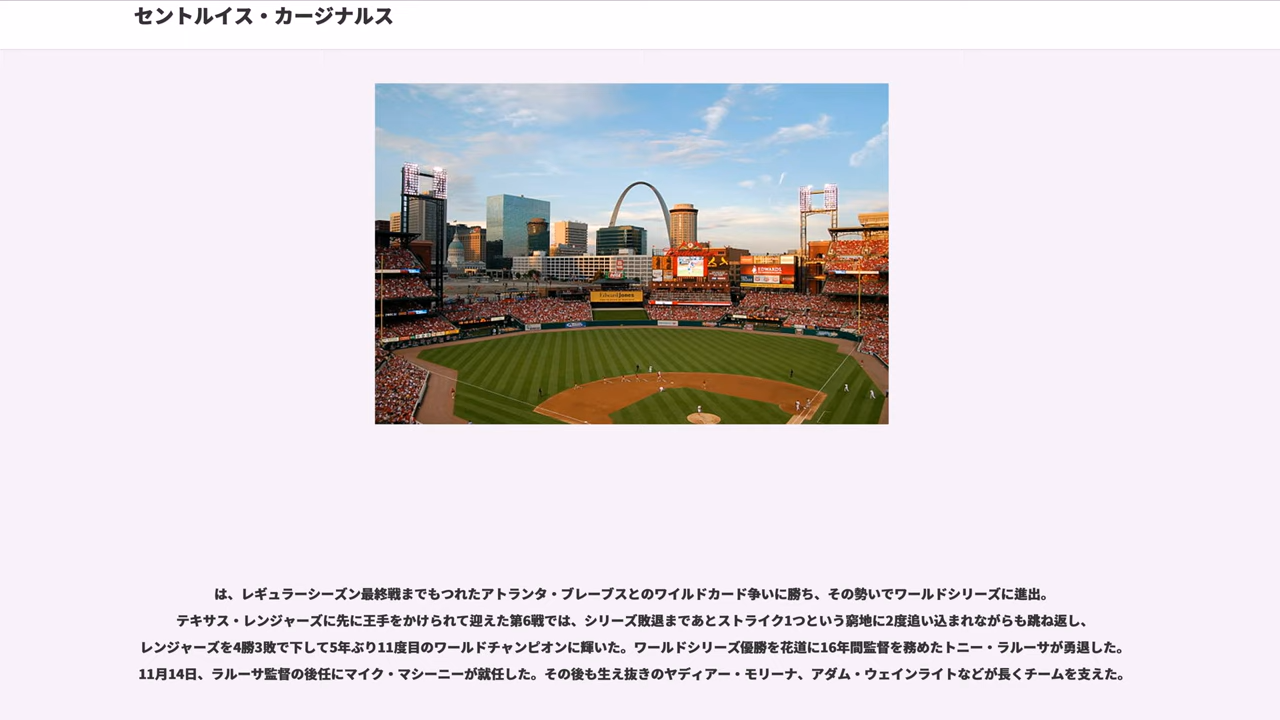 セントルイス・カージナルス
Edward Jones
EDWARDS
は、レギュラーシーズン最終戦までもつれたアトランタ・ブレーブスとのワイルドカード争いに勝ち、その勢いでワールドシリーズに進出。
テキサス・レンジャーズに先に王手をかけられて迎えた第6戦では、シリーズ敗退まであとストライク1つという窮地に2度追い込まれながらも跳ね返し、
レンジャーズを4勝3敗で下して5年ぶり11度目のワールドチャンピオンに輝いた。ワールドシリーズ優勝を花道に16年間監督を務めたトニー・ラルーサが勇退した。
11月14日、ラルーサ監督の後任にマイク・マシーニーが就任した。その後も生え抜きのヤディアー・モリーナ、アダム・ウェインライトなどが長くチームを支えた。